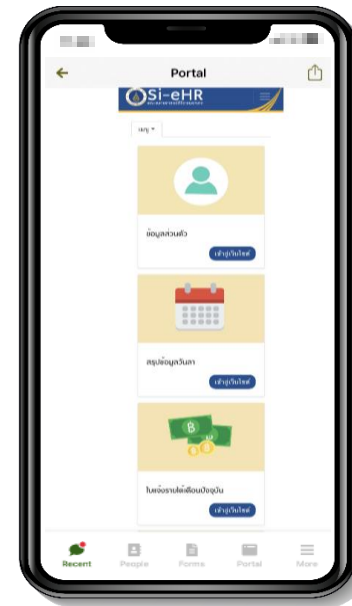 Portal
Si-eHR
เมนู
ข้อมูลส่วนตัว
เข้าสู่เว็บไซต์
สรุปข้อมูลวันลา
เข้าสู่เว็บไซต์
B
ใบแจ้งรายได้เดือนปัจจุบัน
เข้าสู่เว็บไซต์
Recent
People
Forms
Portal
More